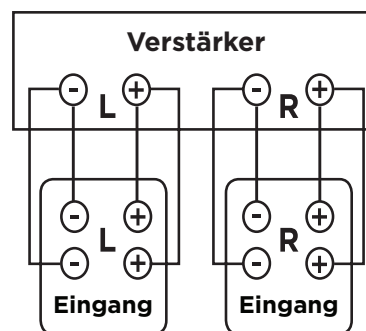 Verstärker
- L + - R +
- + - +
L R
- + - +
Eingang Eingang